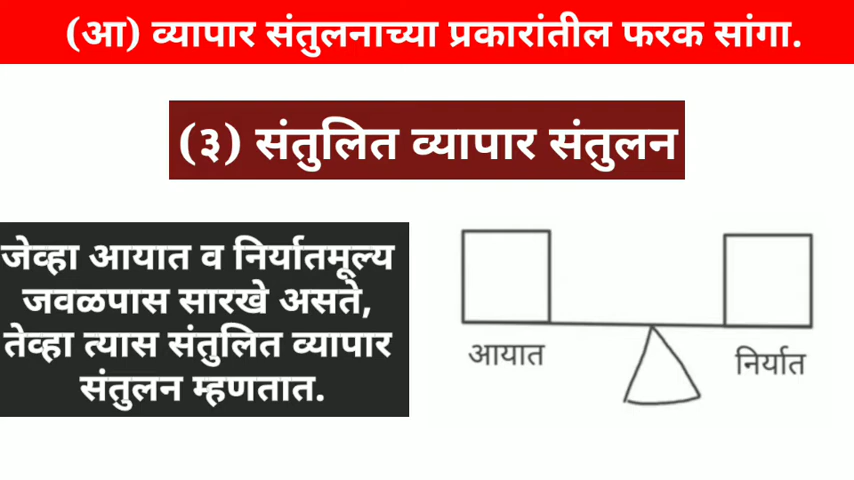 (आ) व्यापार संतुलनाच्या प्रकारांतील फरक सांगा.
(३) संतुलित व्यापार संतुलन
जेव्हा आयात व निर्यातमूल्य
जवळपास सारखे असते,
तेव्हा त्यास संतुलित व्यापार
संतुलन म्हणतात.
आयात
निर्यात